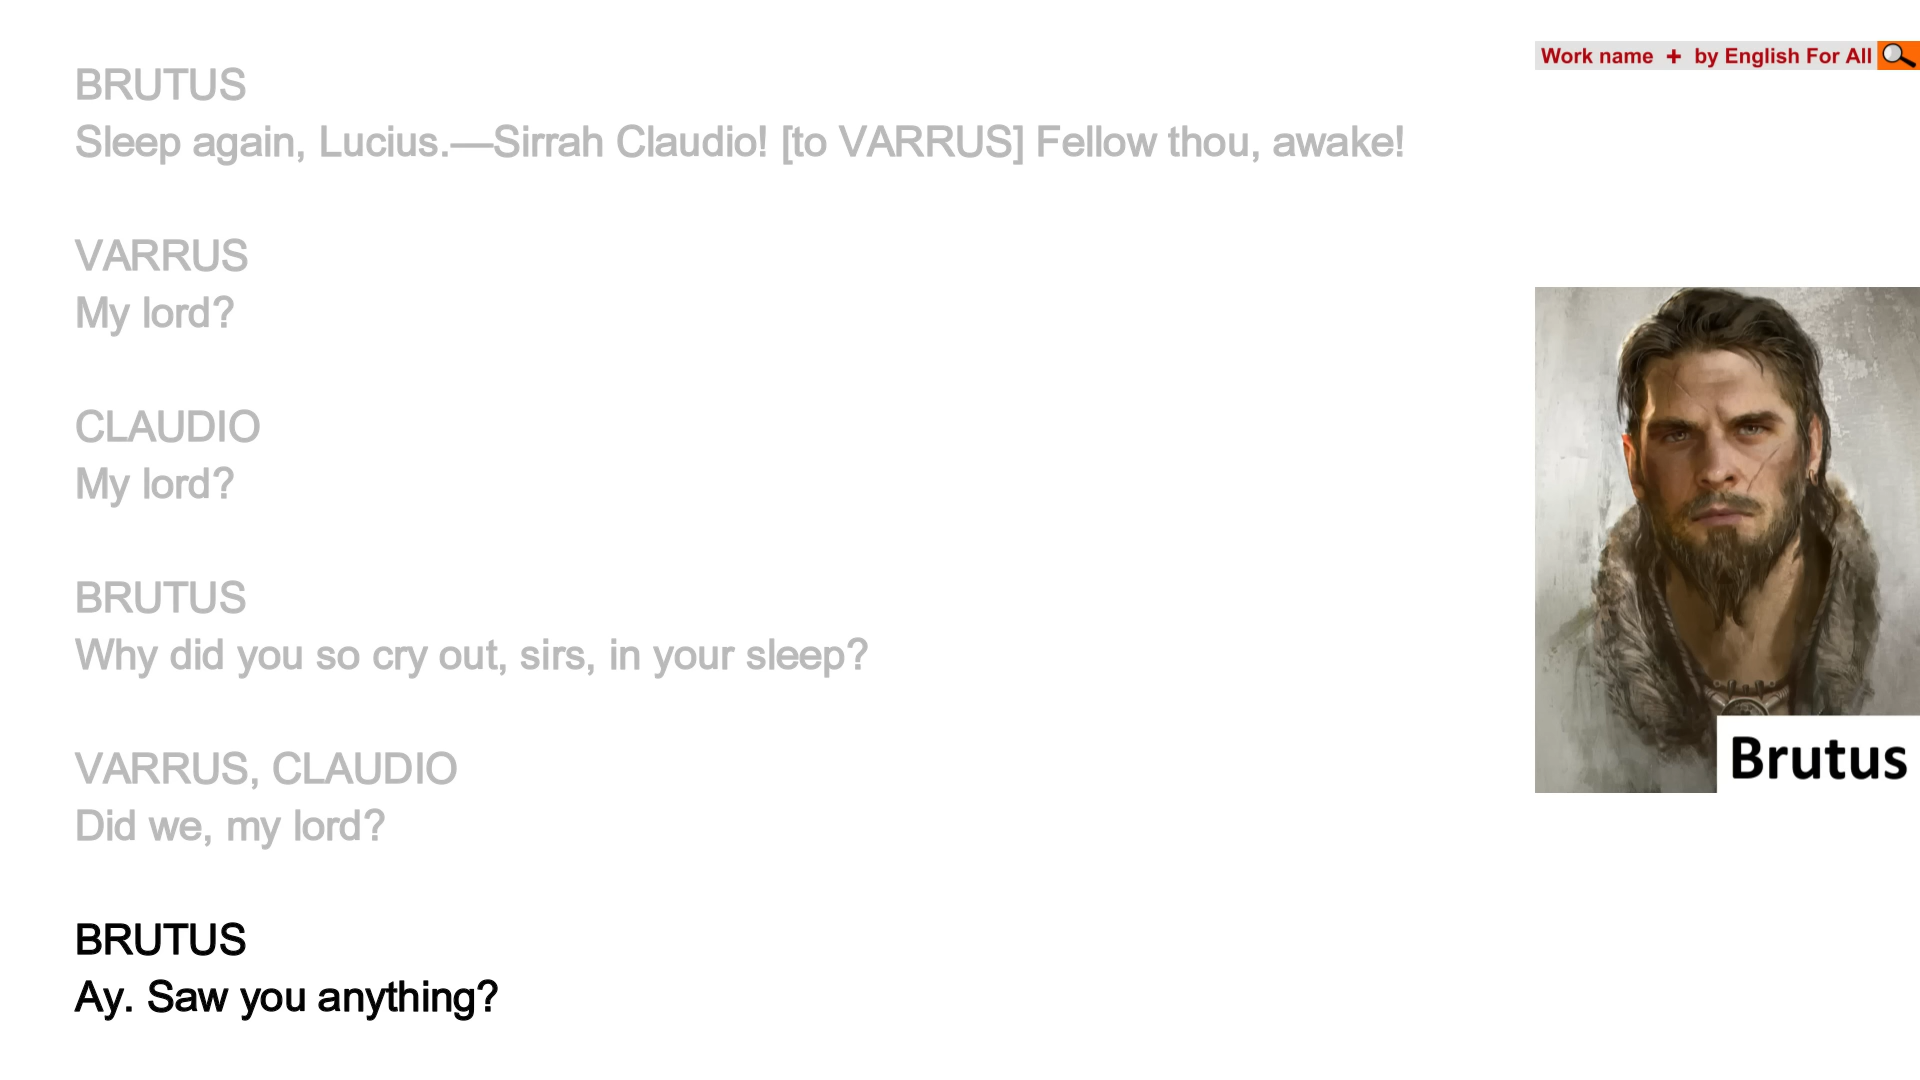 Work name + by English For All
BRUTUS
Sleep again, Lucius.—Sirrah Claudio! [to VARRUS] Fellow thou, awake!
VARRUS
My lord?
CLAUDIO
My lord?
BRUTUS
Why did you so cry out, sirs, in your sleep?
VARRUS, CLAUDIO
Did we, my lord?
BRUTUS
Ay. Saw you anything?
Brutus